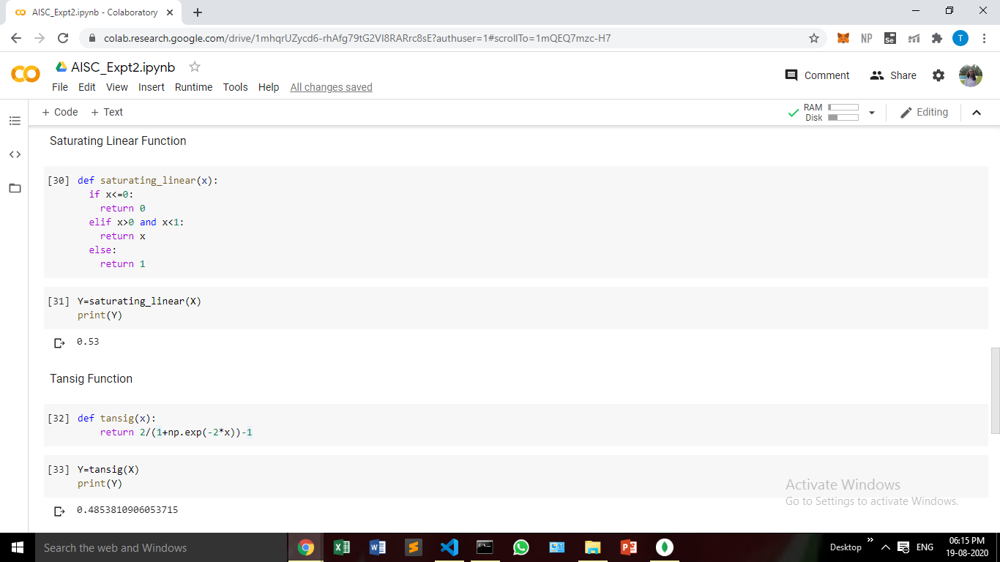 AISC_Expt2.ipynb - Colaboratory
colab.research.google.com/drive/1mhqrUZycd6-rhAfg79tG2VI8RARrc8sE?authuser=1#scrollTo=1mQEQ7mzc-H7
NP
Se
T
AISC_Expt2.ipynb
Comment
Share
File Edit View Insert Runtime Tools Help All changes saved
+ Code + Text
RAM
Disk
Editing
Saturating Linear Function
[30] def saturating_linear(x):
if x<=0:
return 0
elif x>0 and x<1:
return x
else:
return 1
[31] Y=saturating_linear(X)
print(Y)
0.53
Tansig Function
[32] def tansig(x):
return 2/(1+np.exp(-2*x))-1
[33] Y=tansig(X)
print(Y)
0.4853810906053715
Activate Windows
Go to Settings to activate Windows.
Search the web and Windows
Desktop
ENG
06:15 PM
19-08-2020